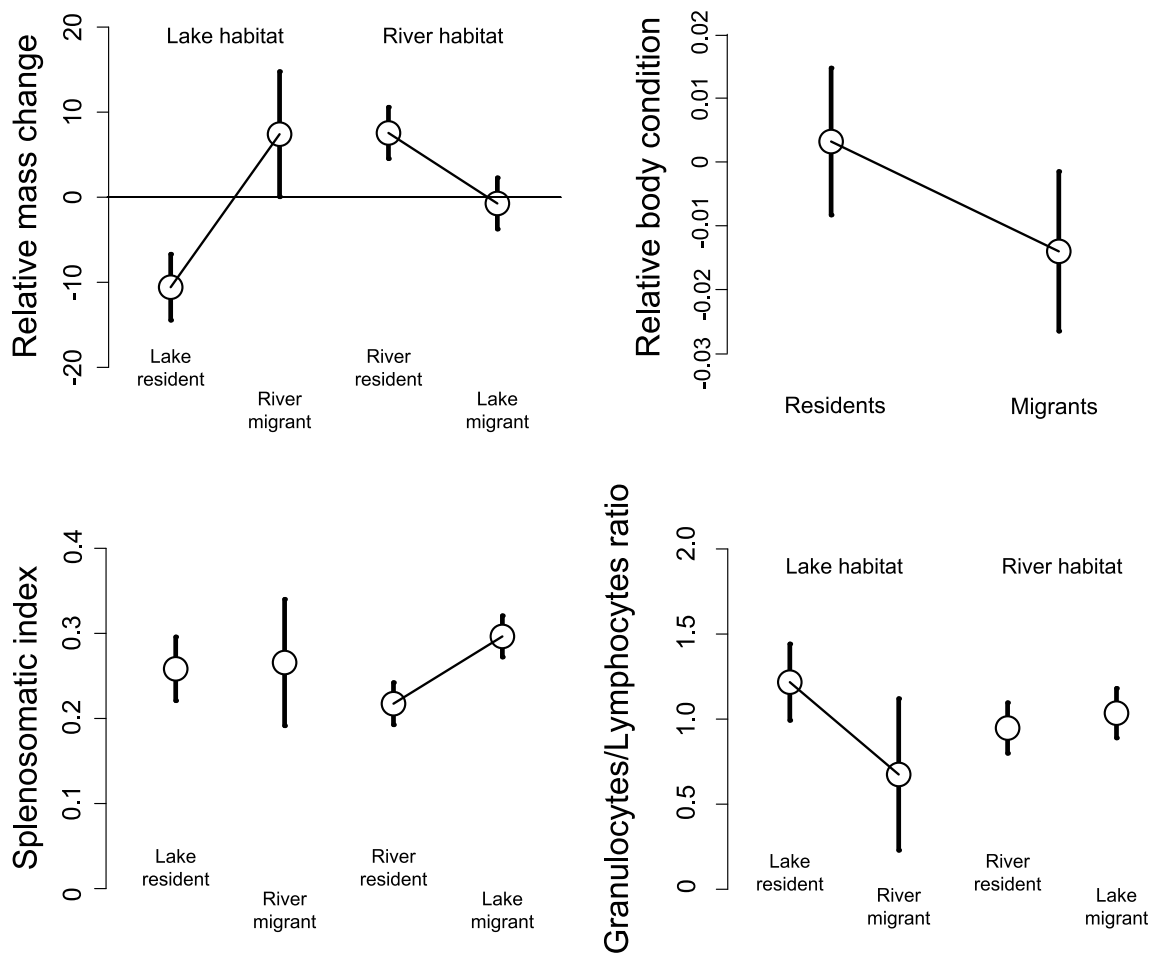 Relative mass change
20
10
0
-10
-20
Lake habitat
River habitat
Lake
resident
River
migrant
River
resident
Lake
migrant
Relative body condition
0.02
0.01
0
-0.01
-0.02
-0.03
Residents
Migrants
Splenosomatic index
0.4
0.3
0.2
0.1
0
Lake
resident
River
migrant
River
resident
Lake
migrant
Granulocytes/Lymphocytes ratio
2.0
1.5
1.0
0.5
0
Lake habitat
River habitat
Lake
resident
River
migrant
River
resident
Lake
migrant